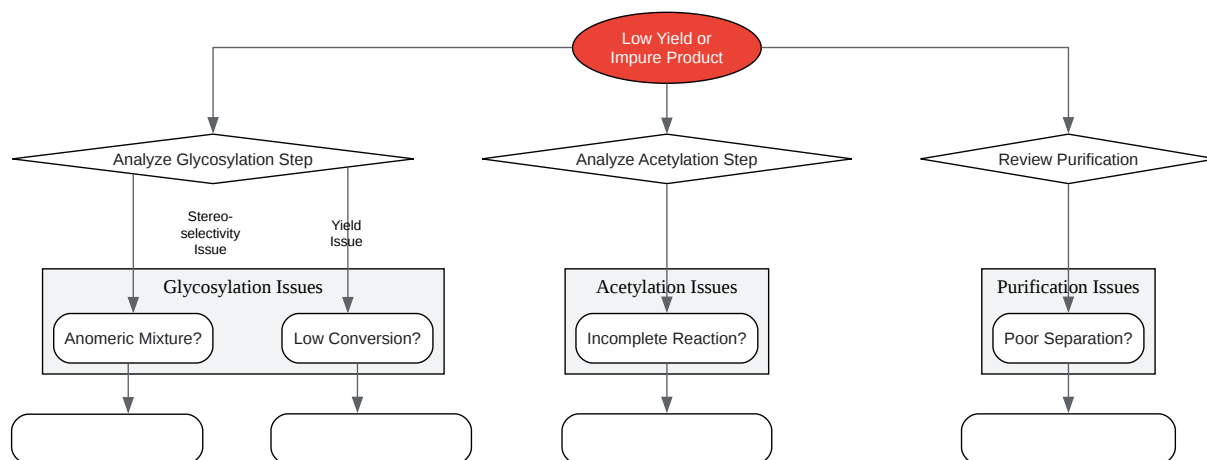 Low Yield or
Impure Product
Analyze Glycosylation Step
Analyze Acetylation Step
Review Purification
Stereo-
selectivity
Issue
Yield
Issue
Glycosylation Issues
Acetylation Issues
Purification Issues
Anomeric Mixture?
Low Conversion?
Incomplete Reaction?
Poor Separation?